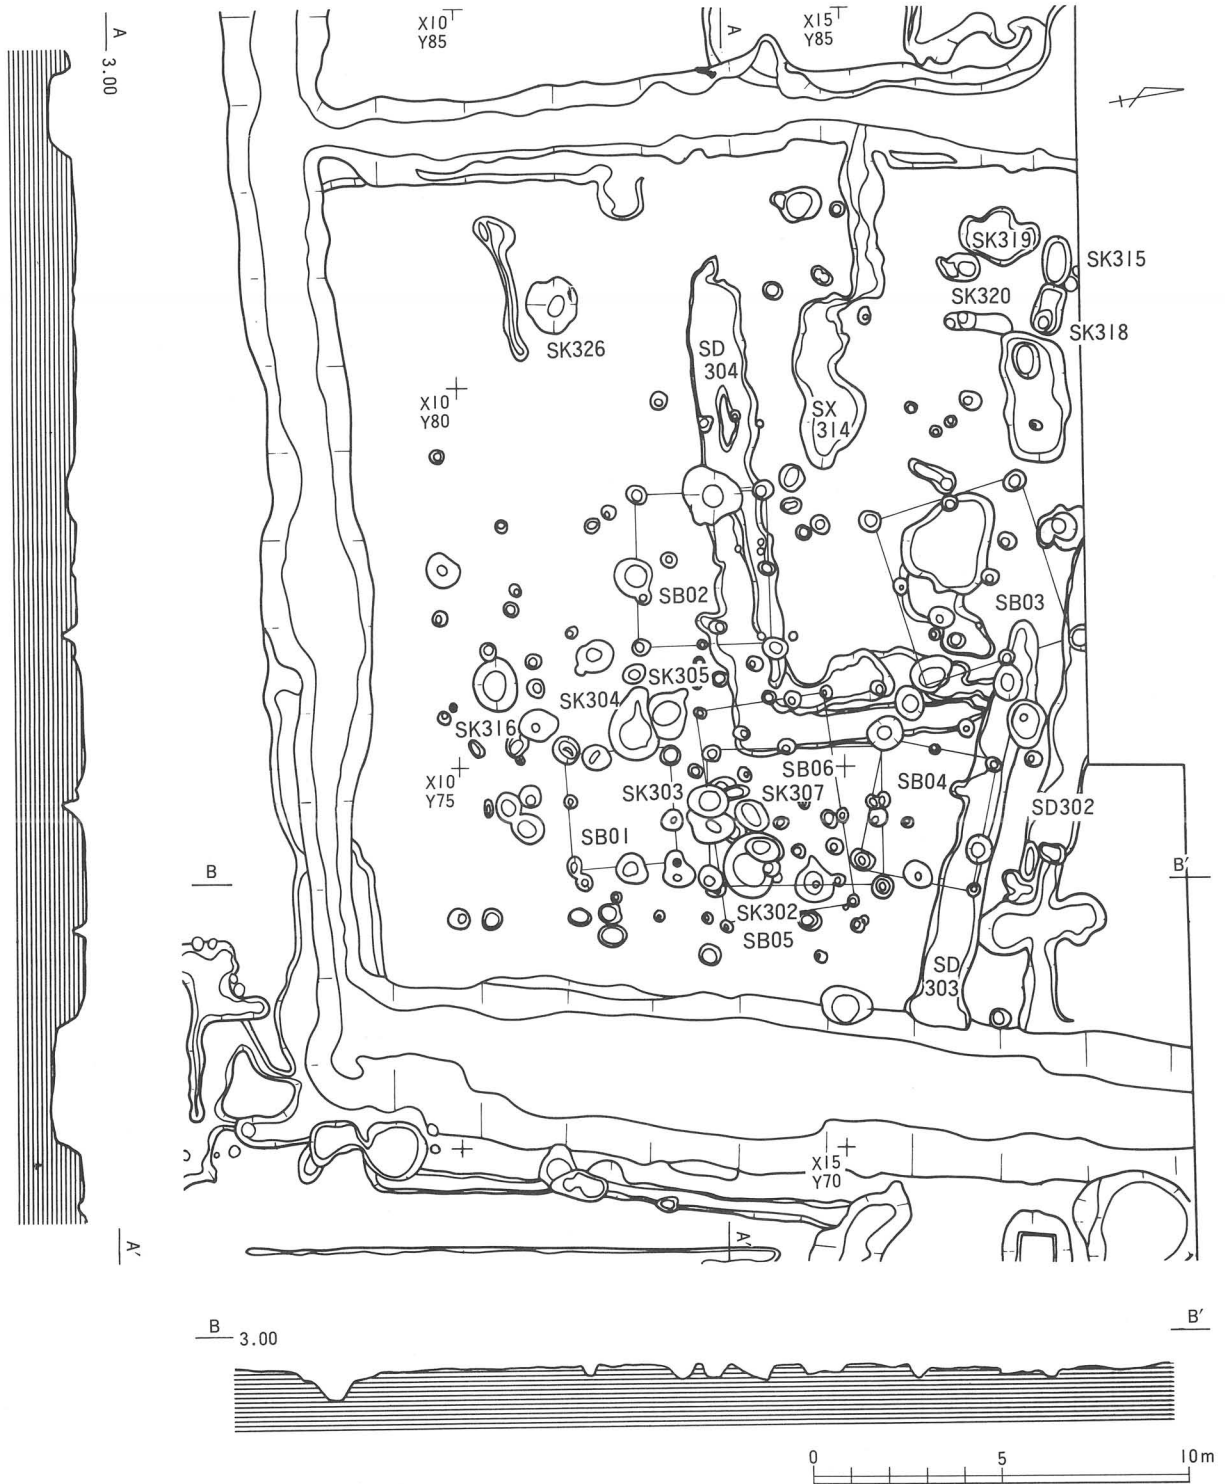 A
3.00
X10
Y85
A
X15
Y85
SK319
SK315
SK320
SK318
SK326
SD
304
SX
314
X10
Y80
SB02
SB03
SK305
SK304
SK316
X10
Y75
SB06
SB04
SK303
SK307
SD302
SB01
B
B'
SK302
SB05
SD
303
X15
Y70
A'
A'
B 3.00
B'
0 5 10m